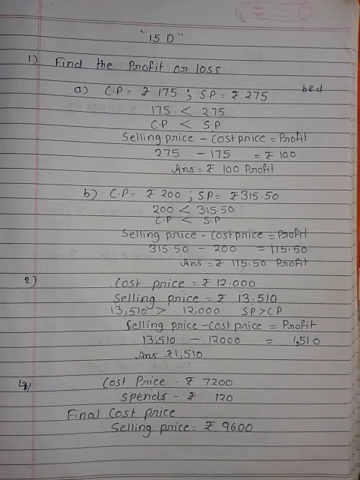 "15 D"
1) Find the Profit or loss
a) C.P = ₹ 175 ; S.P = ₹ 275
175 < 275
C.P < S.P
Selling price - Cost price = Profit
275 - 175 = ₹ 100
Ans = ₹ 100 Profit
b) C.P = ₹ 200 ; S.P = ₹ 315.50
200 < 315.50
C.P < S.P
Selling price - Cost price = Profit
315.50 - 200 = 115.50
Ans = ₹ 115.50 Profit
2) Cost price = ₹ 12.000
Selling price = ₹ 13,510
13,510 > 12,000 SP > CP
Selling price - Cost price = Profit
13,510 - 12000 = 1,510
Ans ₹1,510
Cost Price - ₹ 7200
Spends - ₹ 120
Final Cost price
Selling price = ₹ 9600